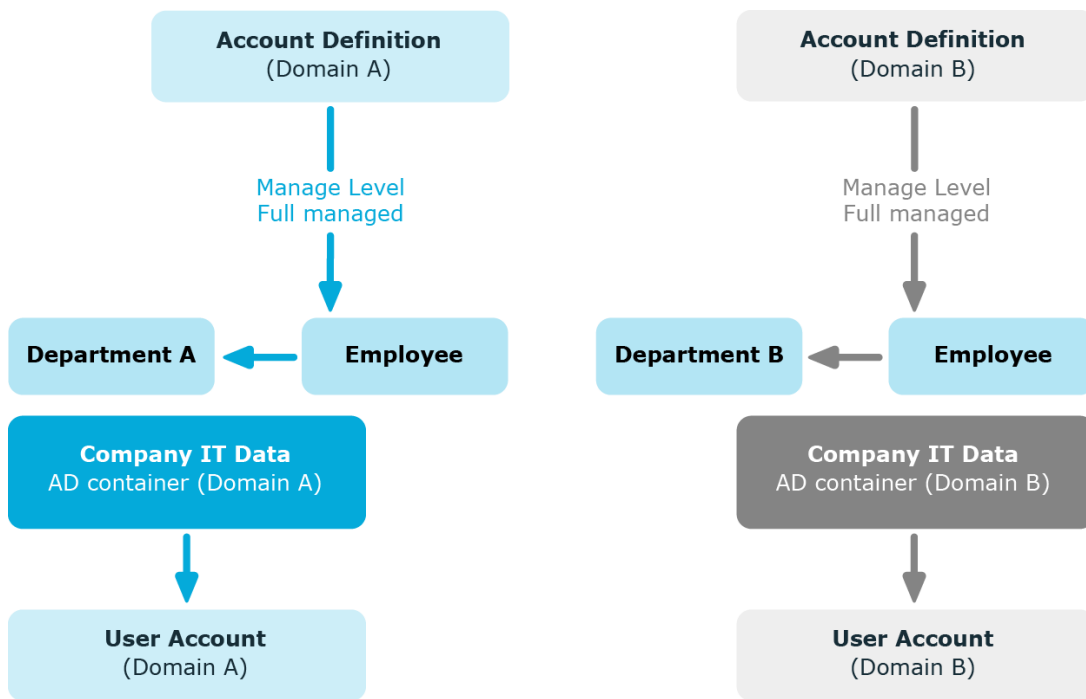 Account Definition
(Domain A)
Manage Level
Full managed
Department A
Employee
Company IT Data
AD container (Domain A)
User Account
(Domain A)
Account Definition
(Domain B)
Manage Level
Full managed
Department B
Employee
Company IT Data
AD container (Domain B)
User Account
(Domain B)